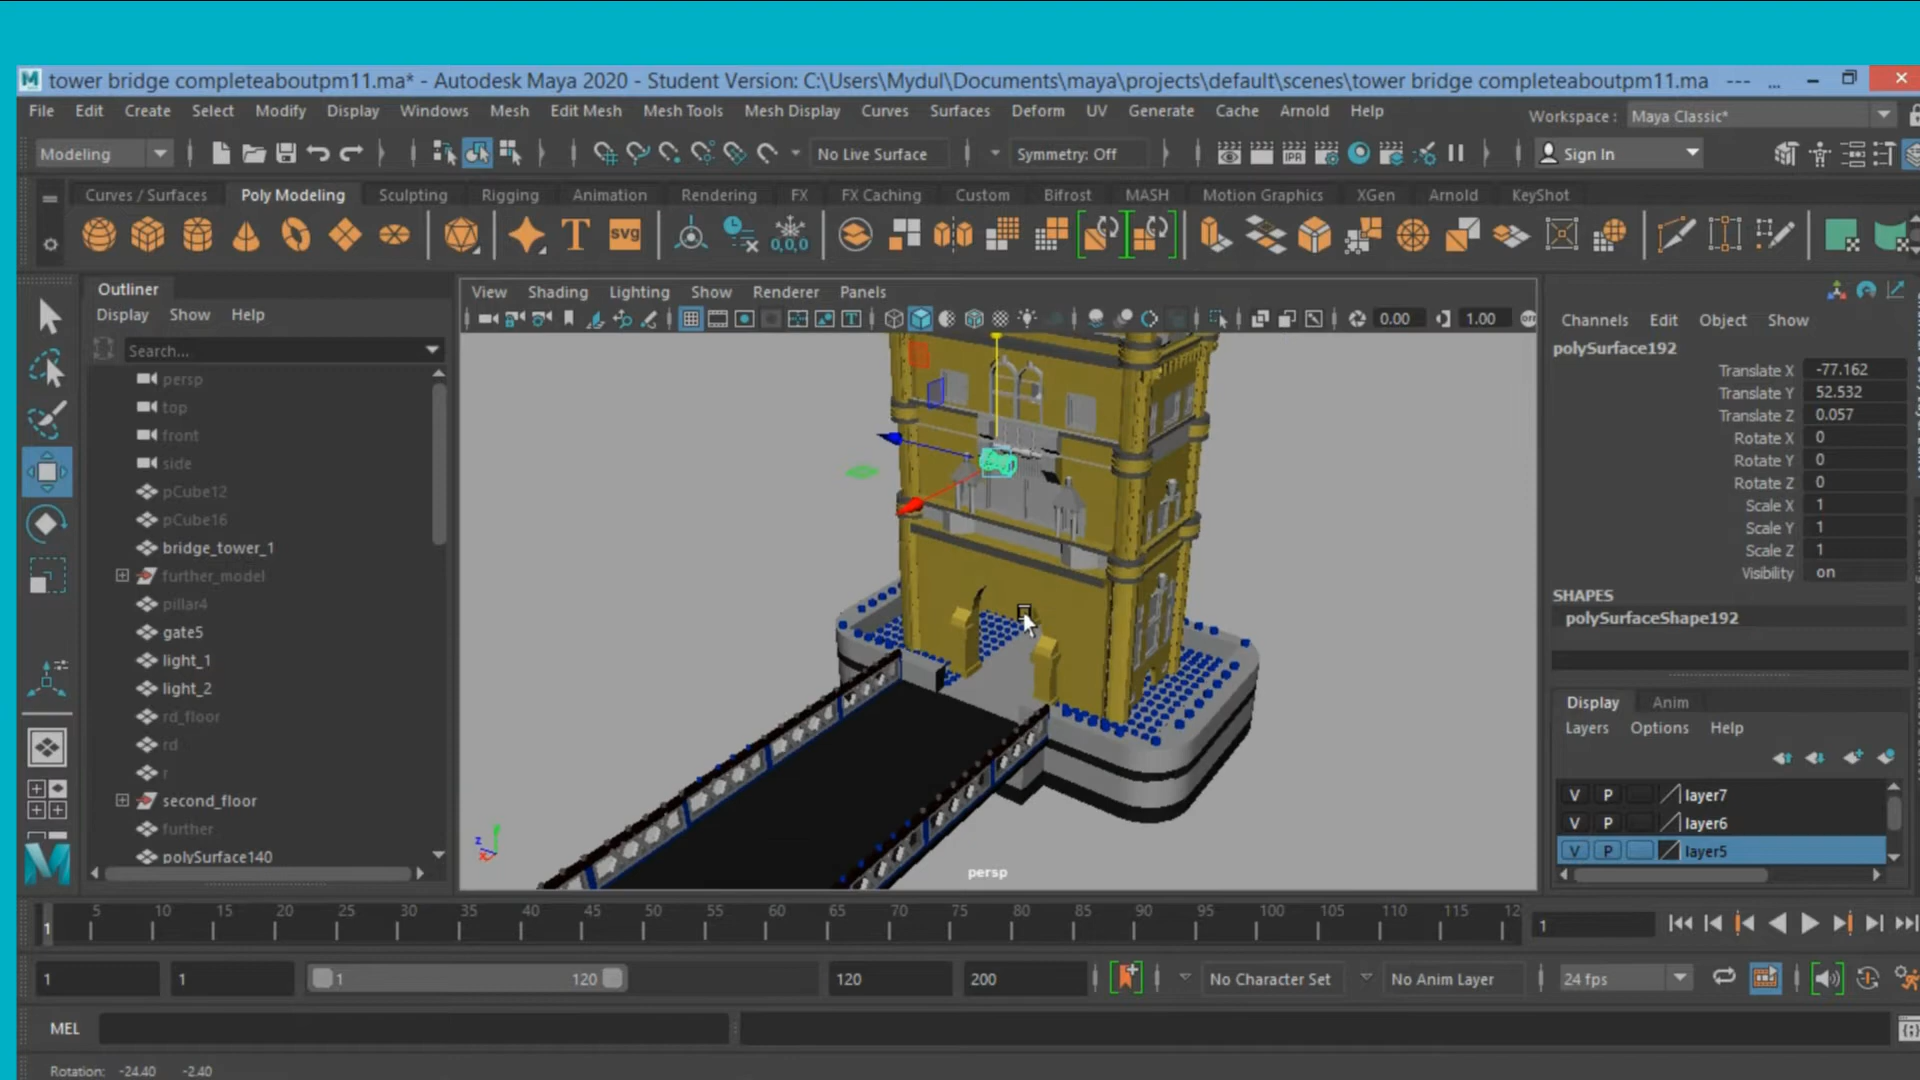 tower bridge completeaboutpm11.ma* - Autodesk Maya 2020 - Student Version: C:\Users\Mydul\Documents\maya\projects\default\scenes\tower bridge completeaboutpm11.ma --- ...
File Edit Create Select Modify Display Windows Mesh Edit Mesh Mesh Tools Mesh Display Curves Surfaces Deform UV Generate Cache Arnold Help
Workspace : Maya Classic*
Modeling No Live Surface Symmetry: Off IPR Sign In
Curves / Surfaces Poly Modeling Sculpting Rigging Animation Rendering FX FX Caching Custom Bifrost MASH Motion Graphics XGen Arnold KeyShot
T SVG 0,0,0
Outliner
Display Show Help
Search...
persp
top
front
side
pCube12
pCube16
bridge_tower_1
further_model
pillar4
gate5
light_1
light_2
rd_floor
rd
r
second_floor
further
polySurface140
View Shading Lighting Show Renderer Panels
0.00 1.00
z x
persp
Channels Edit Object Show
polySurface192
Translate X -77.162
Translate Y 52.532
Translate Z 0.057
Rotate X 0
Rotate Y 0
Rotate Z 0
Scale X 1
Scale Y 1
Scale Z 1
Visibility on
SHAPES
polySurfaceShape192
Display Anim
Layers Options Help
V P layer7
V P layer6
V P layer5
5 10 15 20 25 30 35 40 45 50 55 60 65 70 75 80 85 90 95 100 105 110 115 12
1 1
1 1 1 120 120 200 No Character Set No Anim Layer 24 fps
MEL
Rotation: -24.40 -2.40